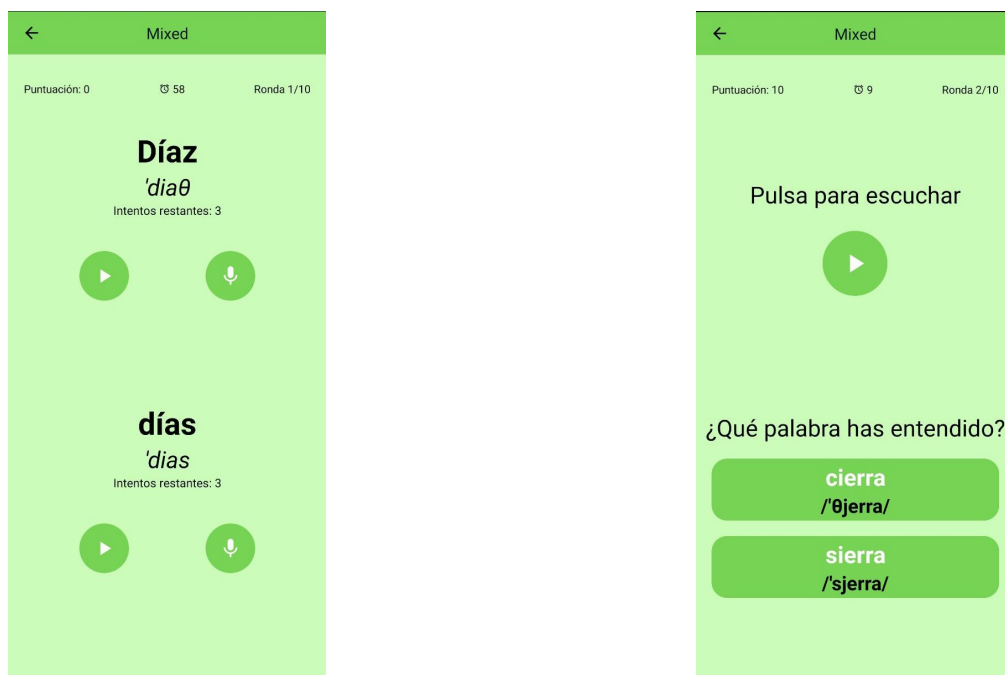 Mixed
Puntuación: 0
58
Ronda 1/10
Díaz
'diaθ
Intentos restantes: 3
días
'dias
Intentos restantes: 3
Mixed
Puntuación: 10
9
Ronda 2/10
Pulsa para escuchar
¿Qué palabra has entendido?
cierra
/'θjerra/
sierra
/'sjerra/